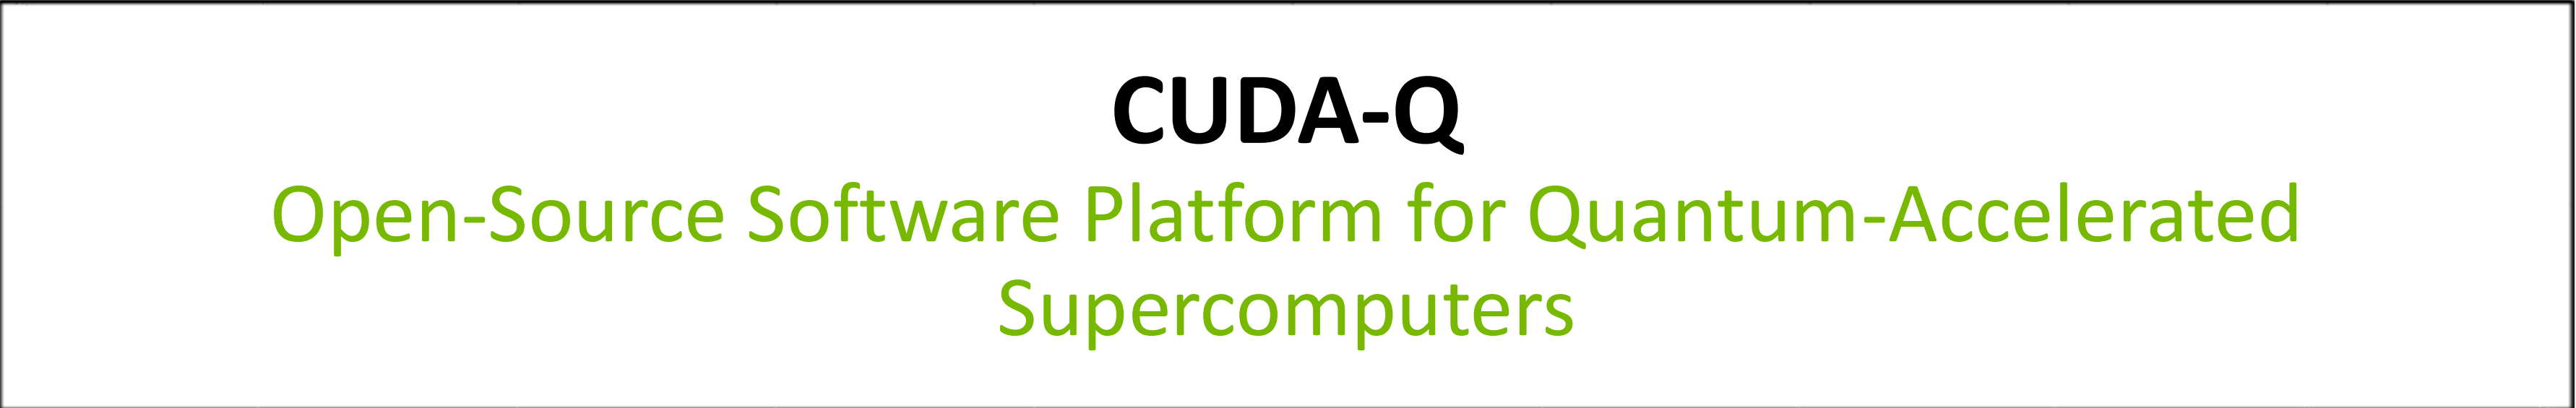 CUDA-Q
Open-Source Software Platform for Quantum-Accelerated
Supercomputers